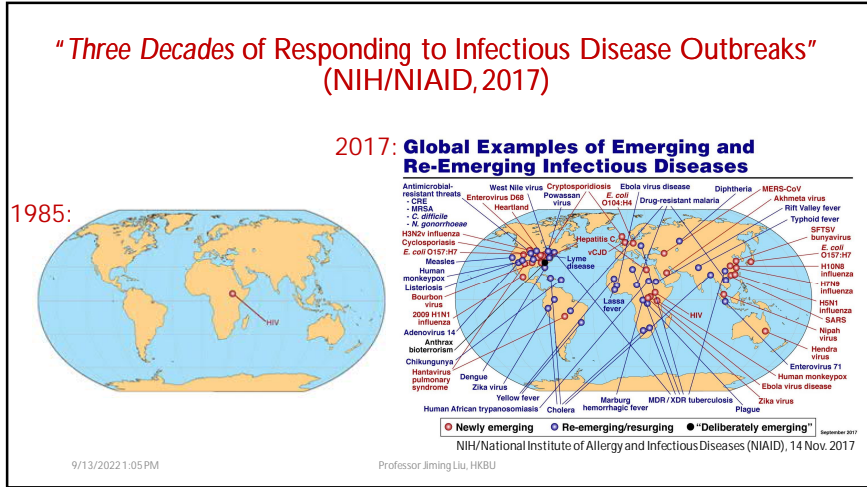 "Three Decades of Responding to Infectious Disease Outbreaks"
(NIH/NIAID, 2017)
1985:
HIV
2017:
Global Examples of Emerging and
Re-Emerging Infectious Diseases
Antimicrobial-
resistant threats
- CRE
- MRSA
- C. difficile
- N. gonorrhoeae
H3N2v influenza
Cyclosporiasis
E. coli O157:H7
Measles
Human
monkeypox
Listeriosis
Bourbon
virus
2009 H1N1
influenza
Adenovirus 14
Anthrax
bioterrorism
Chikungunya
Hantavirus
pulmonary
syndrome
Human African trypanosomiasis
Enterovirus D68
Heartland
West Nile virus
Powassan
virus
Cryptosporidiosis
E. coli
O104:H4
Ebola virus disease
Drug-resistant malaria
Diphtheria
Hepatitis C
vCJD
Lyme
disease
Lassa
fever
HIV
MERS-CoV
Akhmeta virus
Rift Valley fever
Typhoid fever
SFTSV
bunyavirus
E. coli
O157:H7
H10N8
influenza
H7N9
influenza
H5N1
influenza
SARS
Nipah
virus
Hendra
virus
Enterovirus 71
Human monkeypox
Ebola virus disease
Zika virus
Dengue
Zika virus
Yellow fever
Cholera
Marburg
hemorrhagic fever
MDR / XDR tuberculosis
Plague
Newly emerging
Re-emerging/resurging
"Deliberately emerging"
September 2017
NIH/National Institute of Allergy and Infectious Diseases (NIAID), 14 Nov. 2017
9/13/2022 1:05 PM
Professor Jiming Liu, HKBU